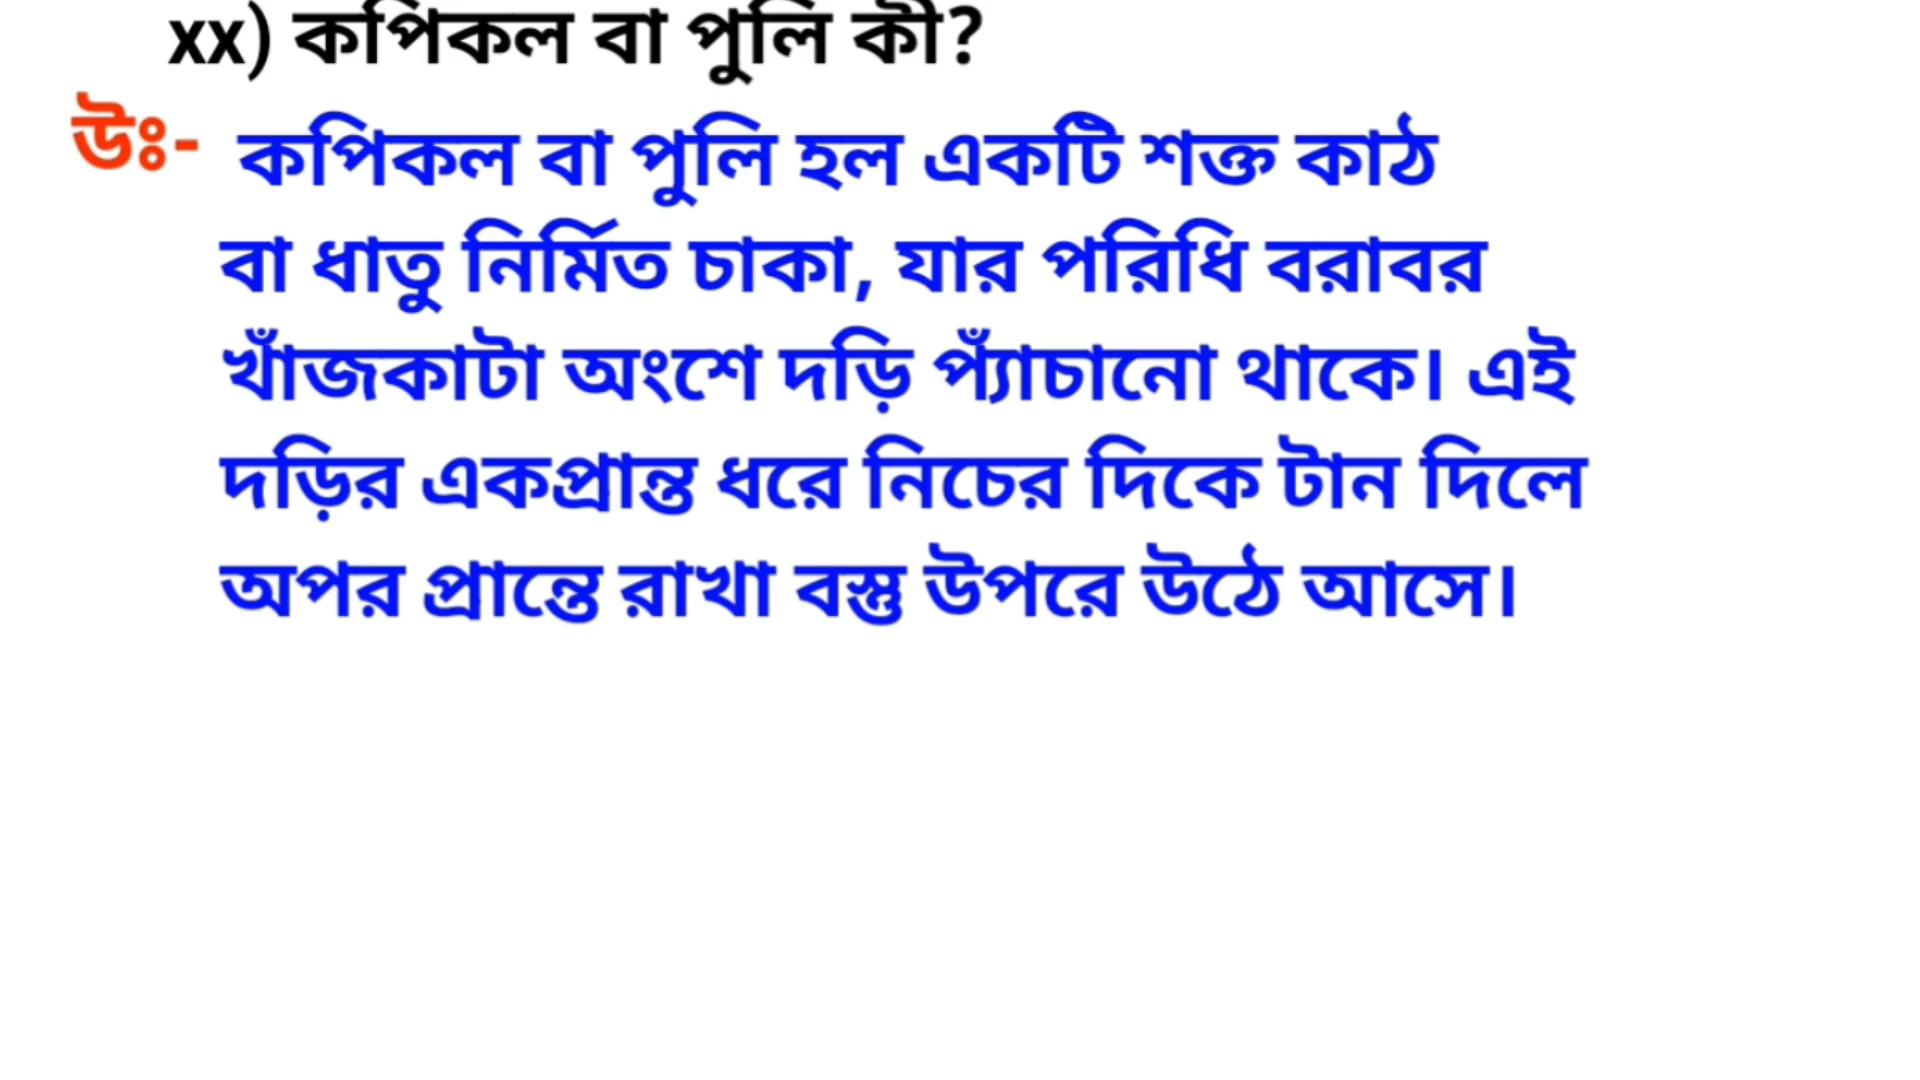 xx) কপিকল বা পুলি কী?
উঃ- কপিকল বা পুলি হল একটি শক্ত কাঠ
বা ধাতু নির্মিত চাকা, যার পরিধি বরাবর
খাঁজকাটা অংশে দড়ি প্যাঁচানো থাকে। এই
দড়ির একপ্রান্ত ধরে নিচের দিকে টান দিলে
অপর প্রান্তে রাখা বস্তু উপরে উঠে আসে।